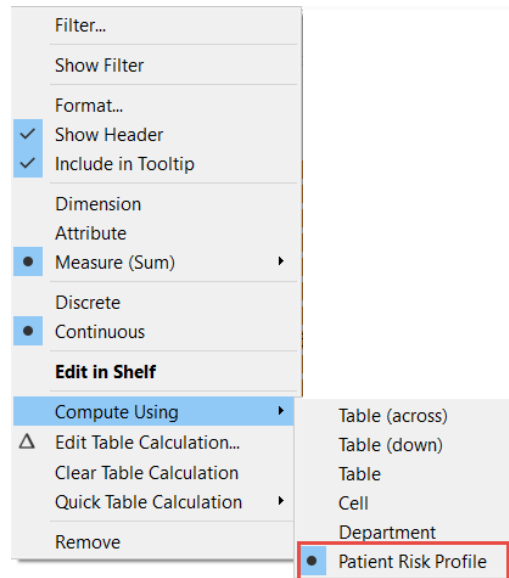 Filter...
Show Filter
Format...
Show Header
Include in Tooltip
Dimension
Attribute
Measure (Sum)
Discrete
Continuous
Edit in Shelf
Compute Using
Edit Table Calculation...
Clear Table Calculation
Quick Table Calculation
Remove
Table (across)
Table (down)
Table
Cell
Department
Patient Risk Profile